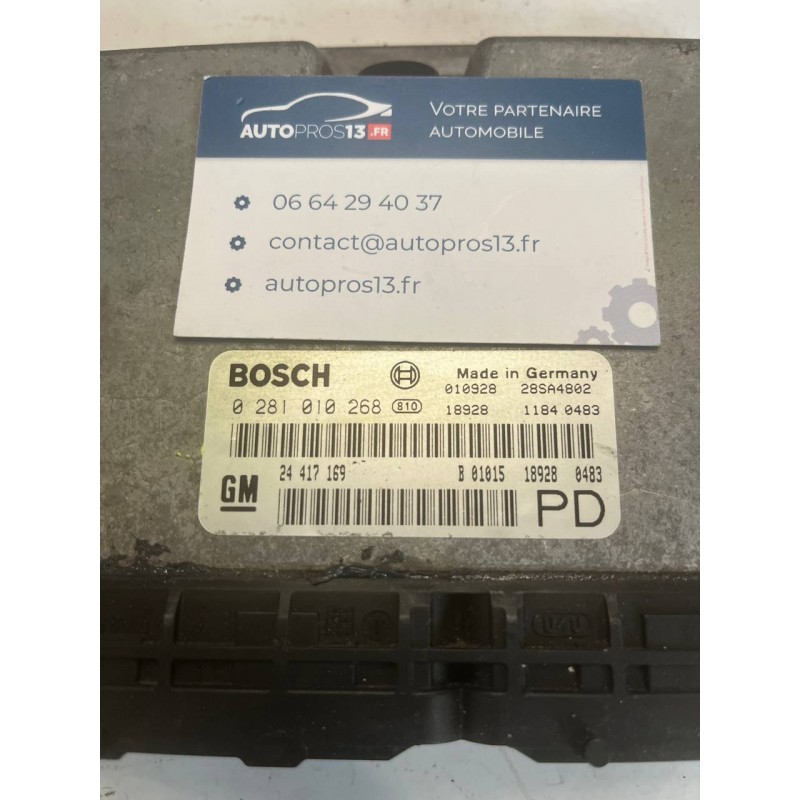 VOTRE PARTENAIRE
AUTOMOBILE
AUTOPROS13.FR
06 64 29 40 37
contact@autopros13.fr
autopros13.fr
BOSCH Made in Germany
010928 28SA4802
0 281 010 268 810 18928 1184 0483
24 417 169 B 01015 18928 0483
GM PD